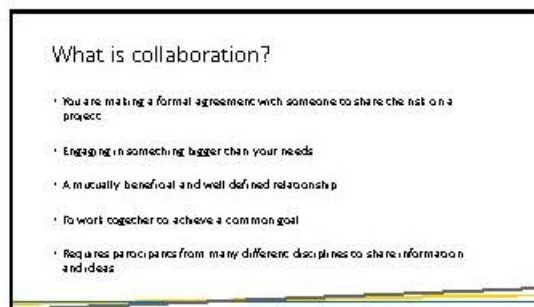 What is collaboration?
• You are making a formal agreement with someone to share the risk on a
project
• Engaging in something bigger than your needs
• A mutually beneficial and well defined relationship
• To work together to achieve a common goal
• Requires participants from many different disciplines to share information
and ideas